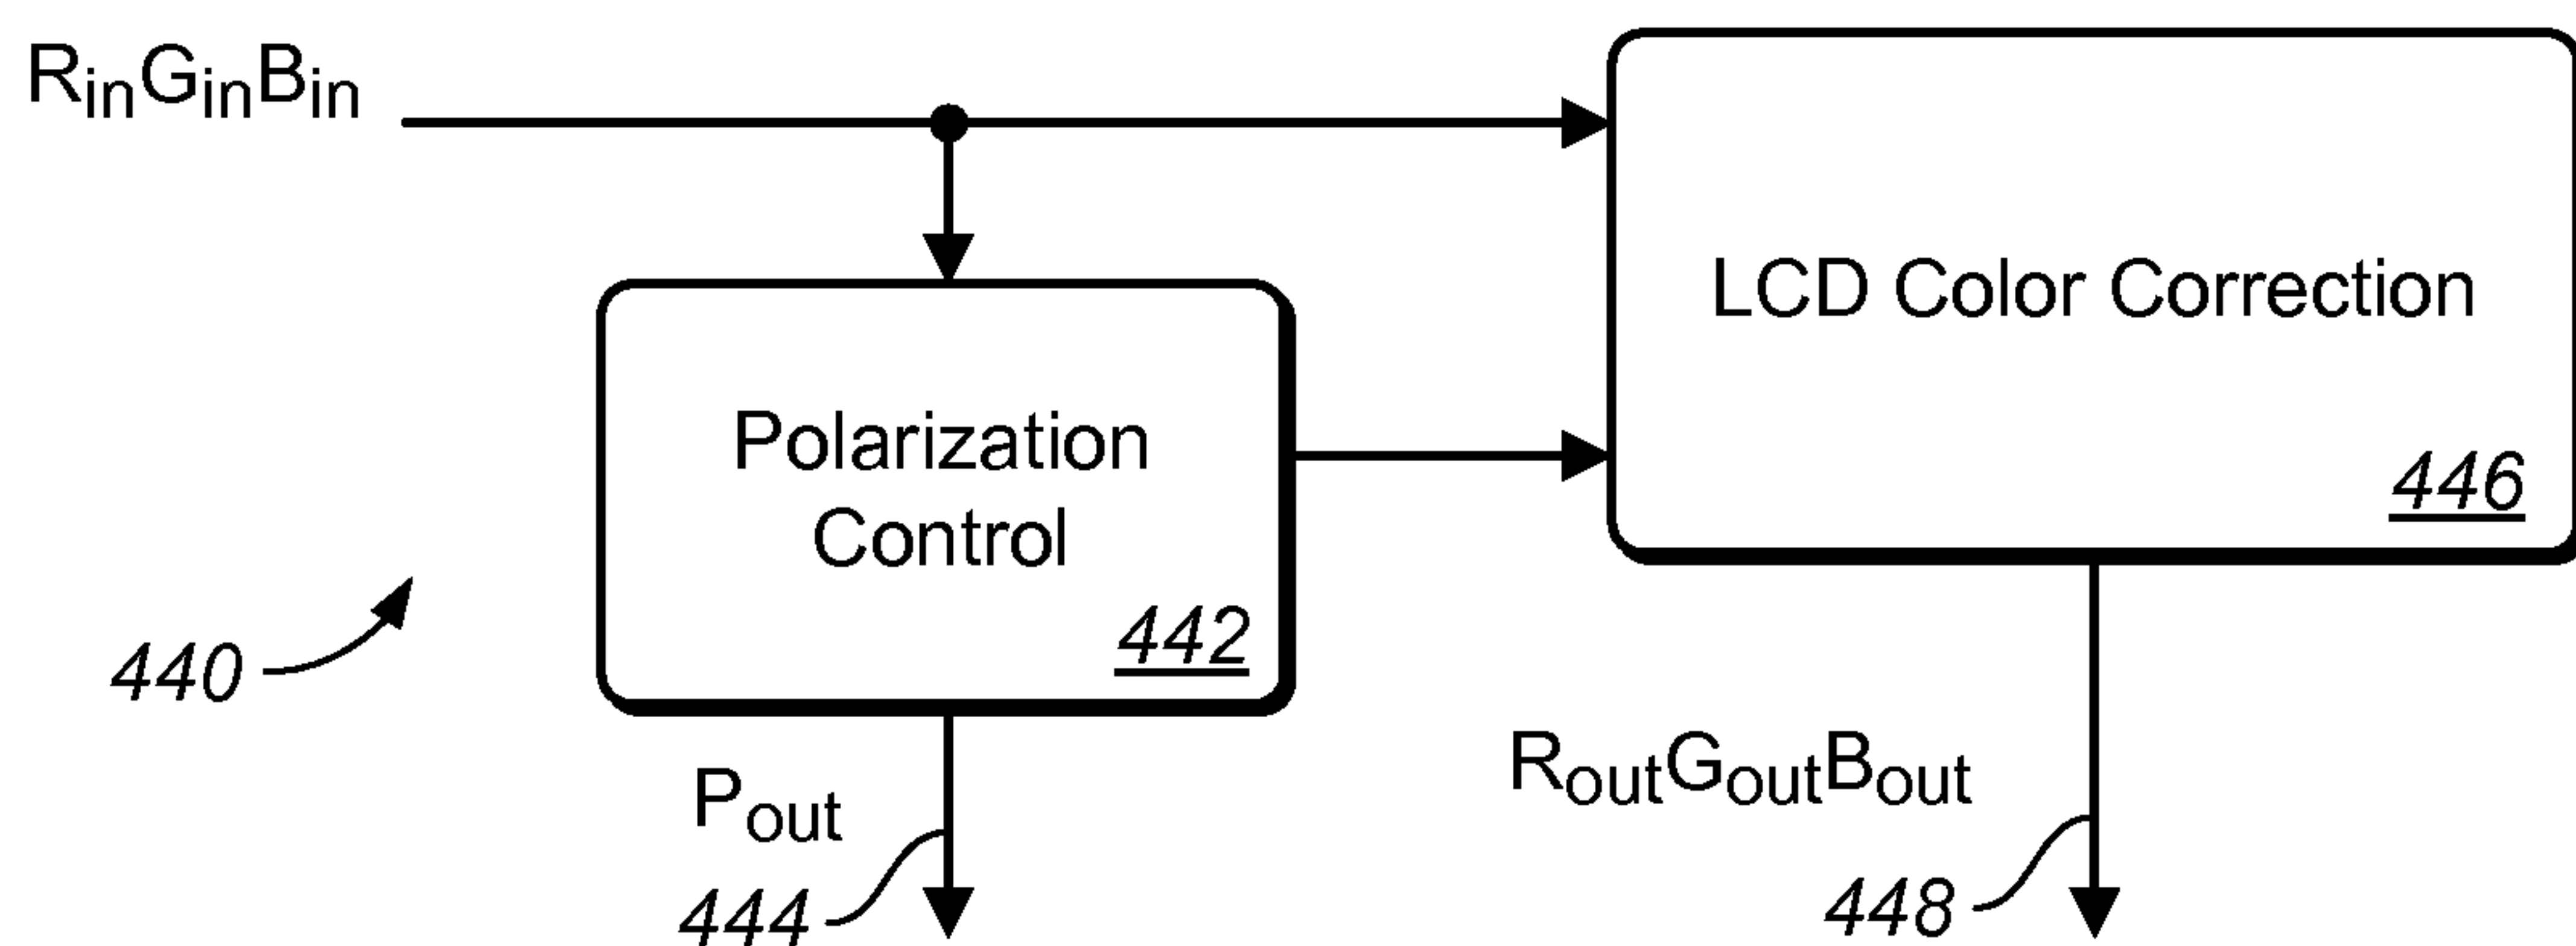 RinGinBin
LCD Color Correction
446
Polarization
Control
442
440
Pout
444
RoutGoutBout
448